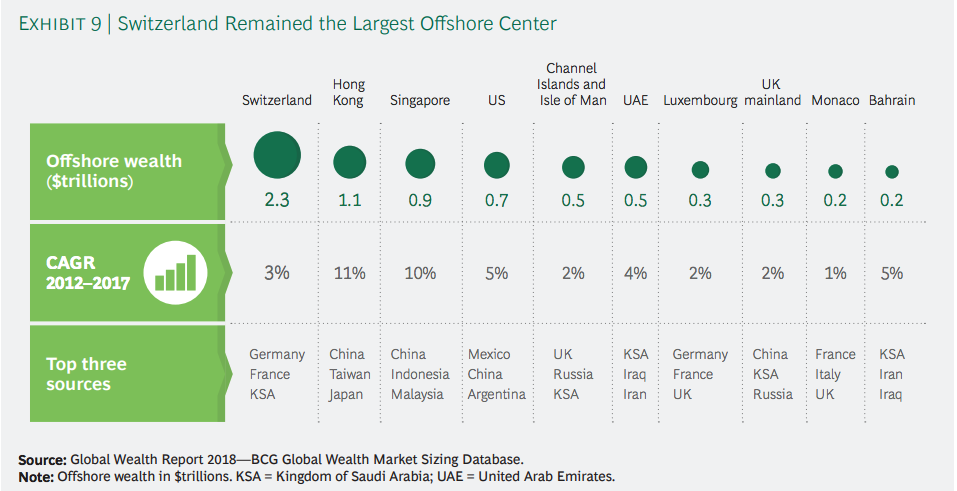 EXHIBIT 9 | Switzerland Remained the Largest Offshore Center
Switzerland
Hong
Kong
Singapore
US
Channel
Islands and
Isle of Man
UAE
Luxembourg
UK
mainland
Monaco
Bahrain
Offshore wealth
($trillions)
2.3 1.1 0.9 0.7 0.5 0.5 0.3 0.3 0.2 0.2
CAGR
2012–2017
3% 11% 10% 5% 2% 4% 2% 2% 1% 5%
Top three
sources
Germany China China Mexico UK KSA Germany China France KSA
France Taiwan Indonesia China Russia Iraq France KSA Italy Iran
KSA Japan Malaysia Argentina KSA Iran UK Russia UK Iraq
Source: Global Wealth Report 2018—BCG Global Wealth Market Sizing Database.
Note: Offshore wealth in $trillions. KSA = Kingdom of Saudi Arabia; UAE = United Arab Emirates.